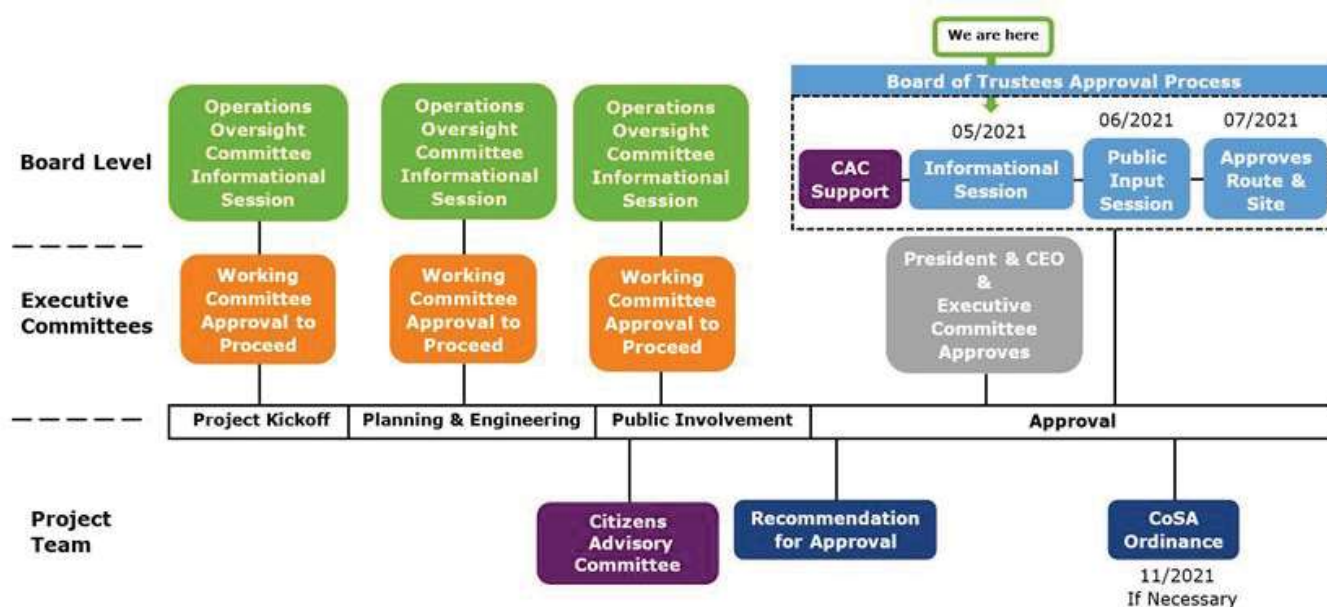 We are here
Board of Trustees Approval Process
Board Level
Operations
Oversight
Committee
Informational
Session
Operations
Oversight
Committee
Informational
Session
Operations
Oversight
Committee
Informational
Session
CAC
Support
05/2021
Informational
Session
06/2021
Public
Input
Session
07/2021
Approves
Route &
Site
Executive
Committees
Working
Committee
Approval to
Proceed
Working
Committee
Approval to
Proceed
Working
Committee
Approval to
Proceed
President & CEO
&
Executive
Committee
Approves
Project Kickoff
Planning & Engineering
Public Involvement
Approval
Project
Team
Citizens
Advisory
Committee
Recommendation
for Approval
CoSA
Ordinance
11/2021
If Necessary